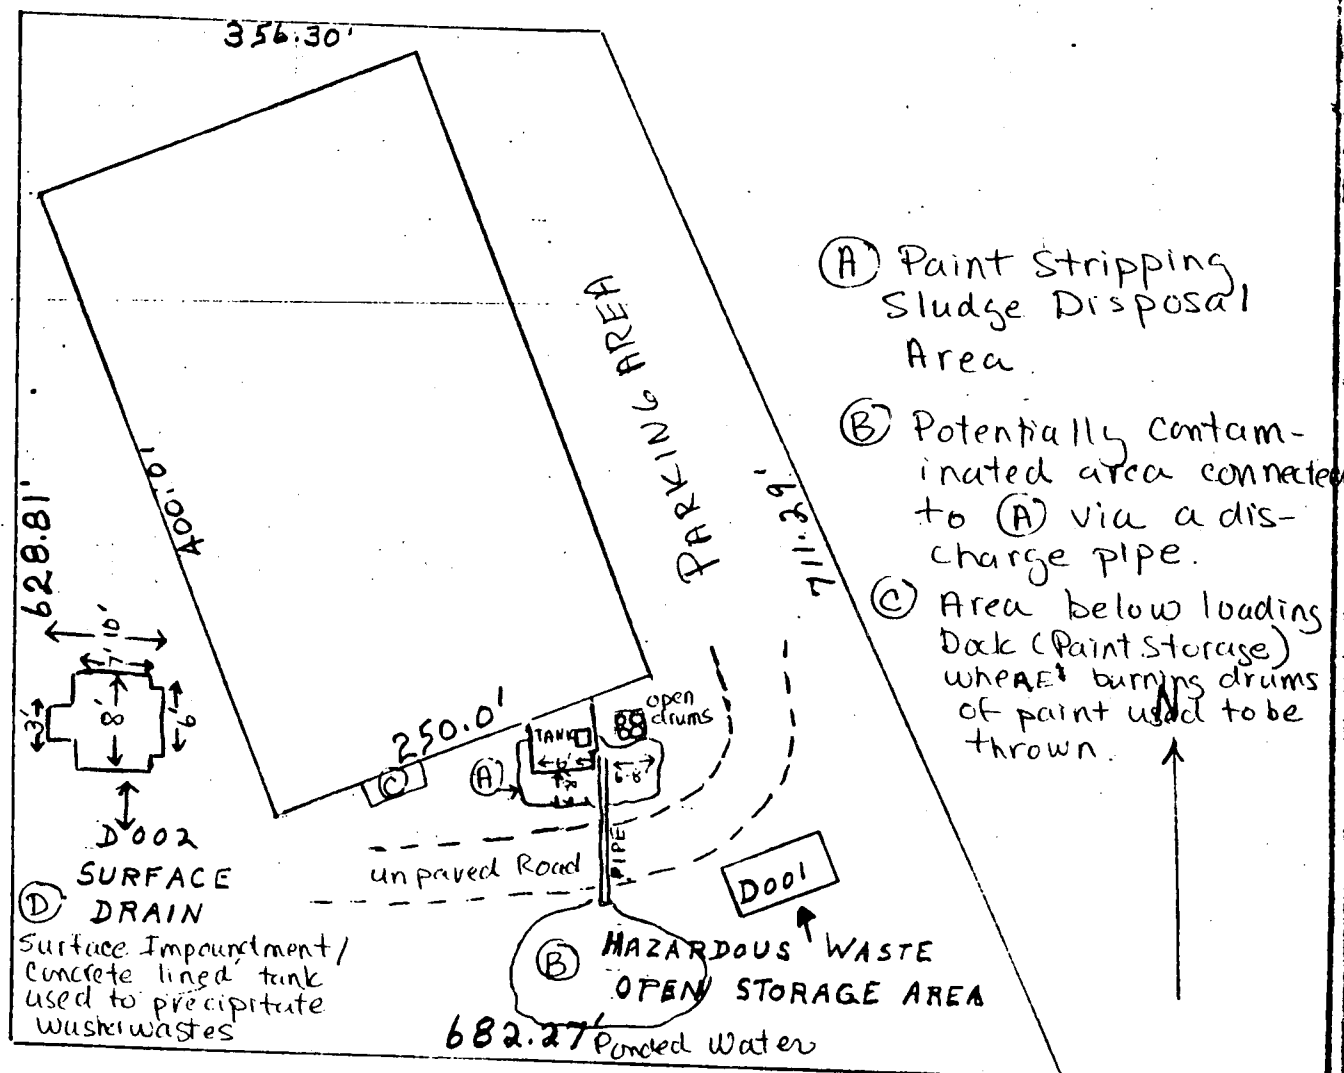 356.30'
PARKING AREA
400.0'
628.81'
711.39'
(A) Paint Stripping
Sludge Disposal
Area.
(B) Potentially Contam-
inated area connected
to (A) via a dis-
charge pipe.
(C) Area below loading
Dock (Paint Storage)
wheAE burning drums
of paint used to be
thrown.
N
10'
7'
3'
8'
6'
D002
SURFACE
DRAIN
(D)
Surface Impoundment/
Concrete lined tank
used to precipitate
250.0'
(C)
(A)
TANK
6'
6-8'
open
drums
PIPE
unpaved Road
D001
HAZARDOUS WASTE
OPEN STORAGE AREA
(B)
682.27'
Ponded Water